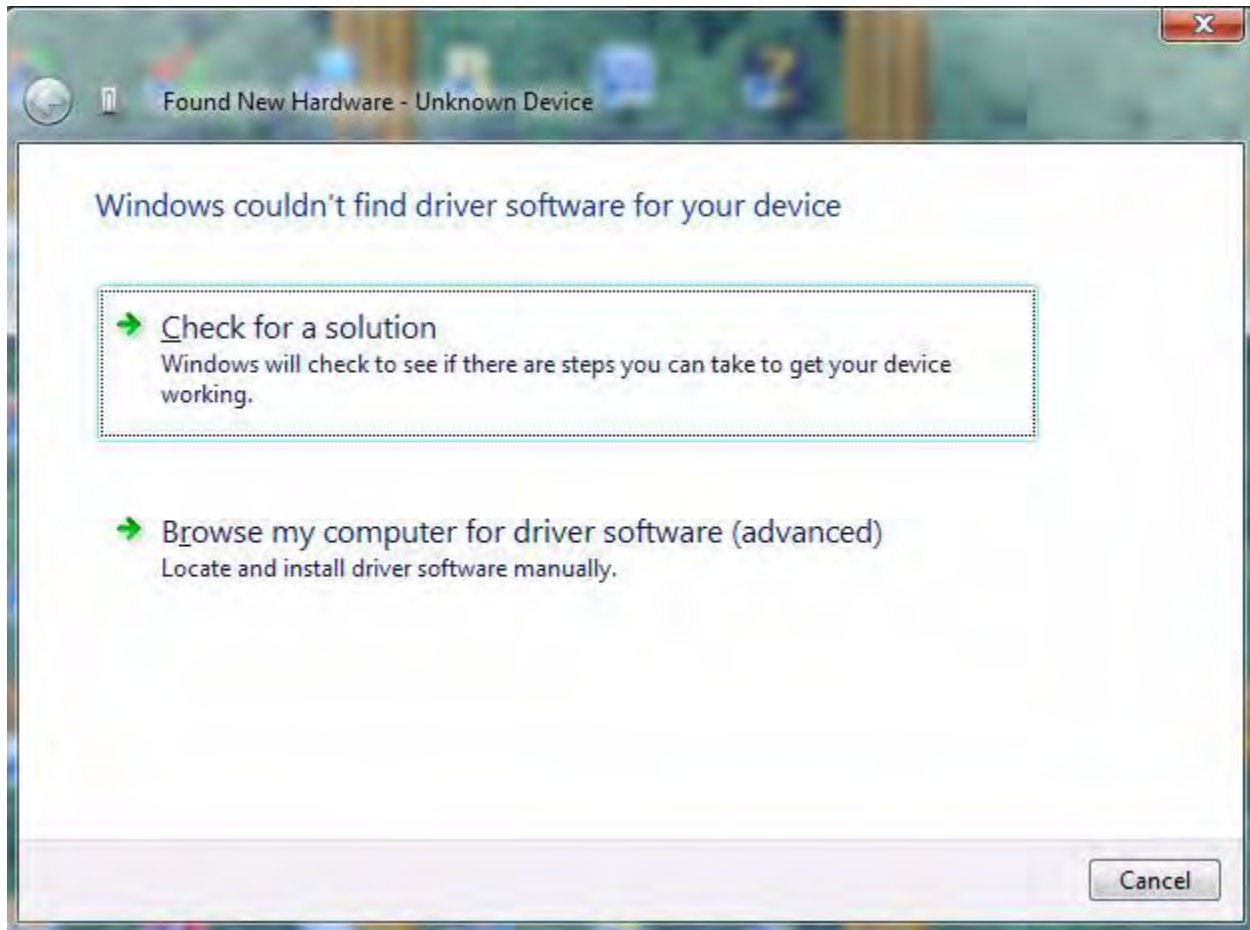 Found New Hardware - Unknown Device
Windows couldn't find driver software for your device
Check for a solution
Windows will check to see if there are steps you can take to get your device
working.
Browse my computer for driver software (advanced)
Locate and install driver software manually.
Cancel